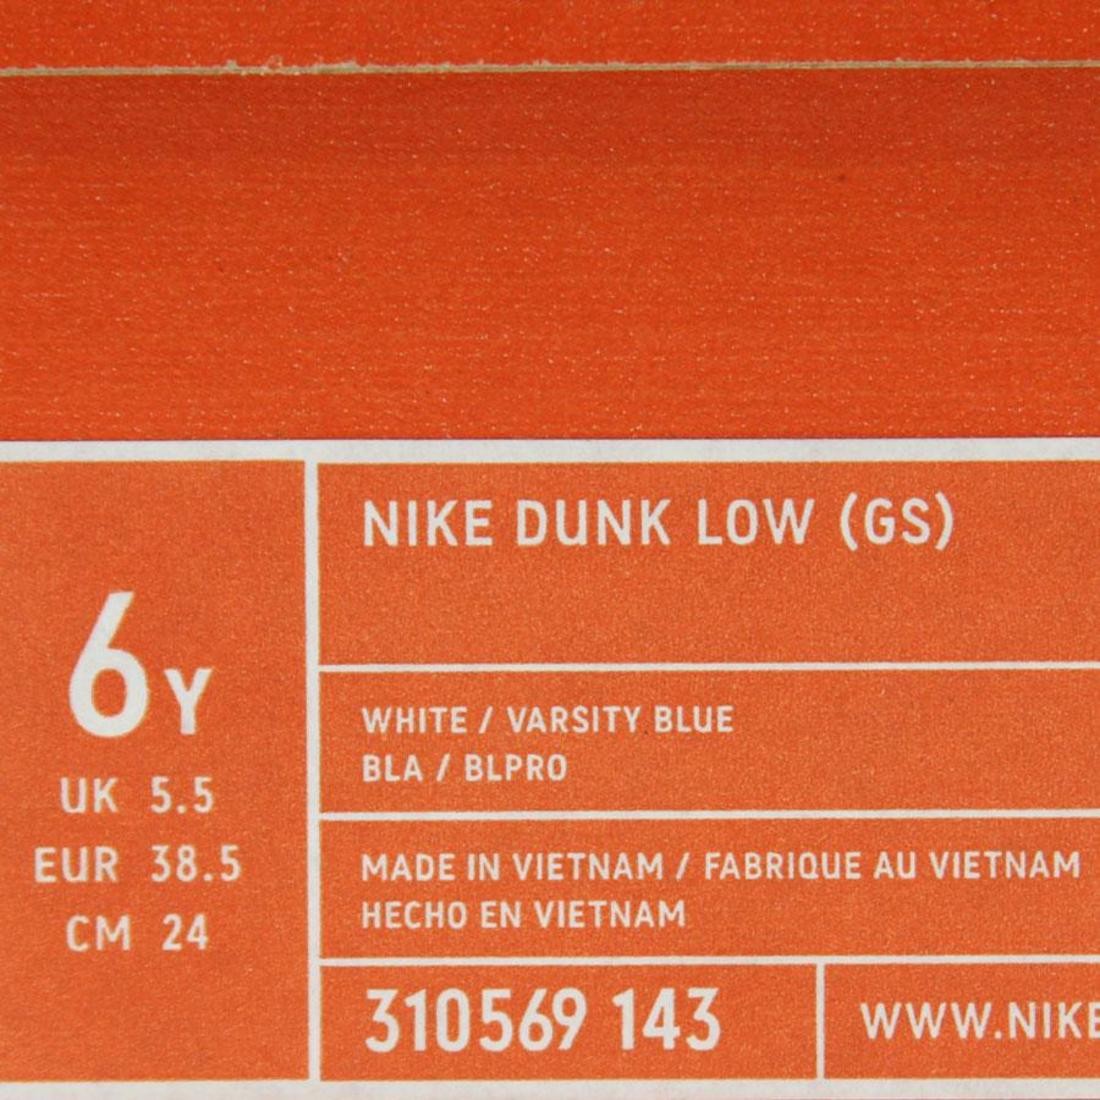 6Y
UK 5.5
EUR 38.5
CM 24
NIKE DUNK LOW (GS)
WHITE / VARSITY BLUE
BLA / BLPRO
MADE IN VIETNAM / FABRIQUE AU VIETNAM
HECHO EN VIETNAM
310569 143
WWW.NIKE